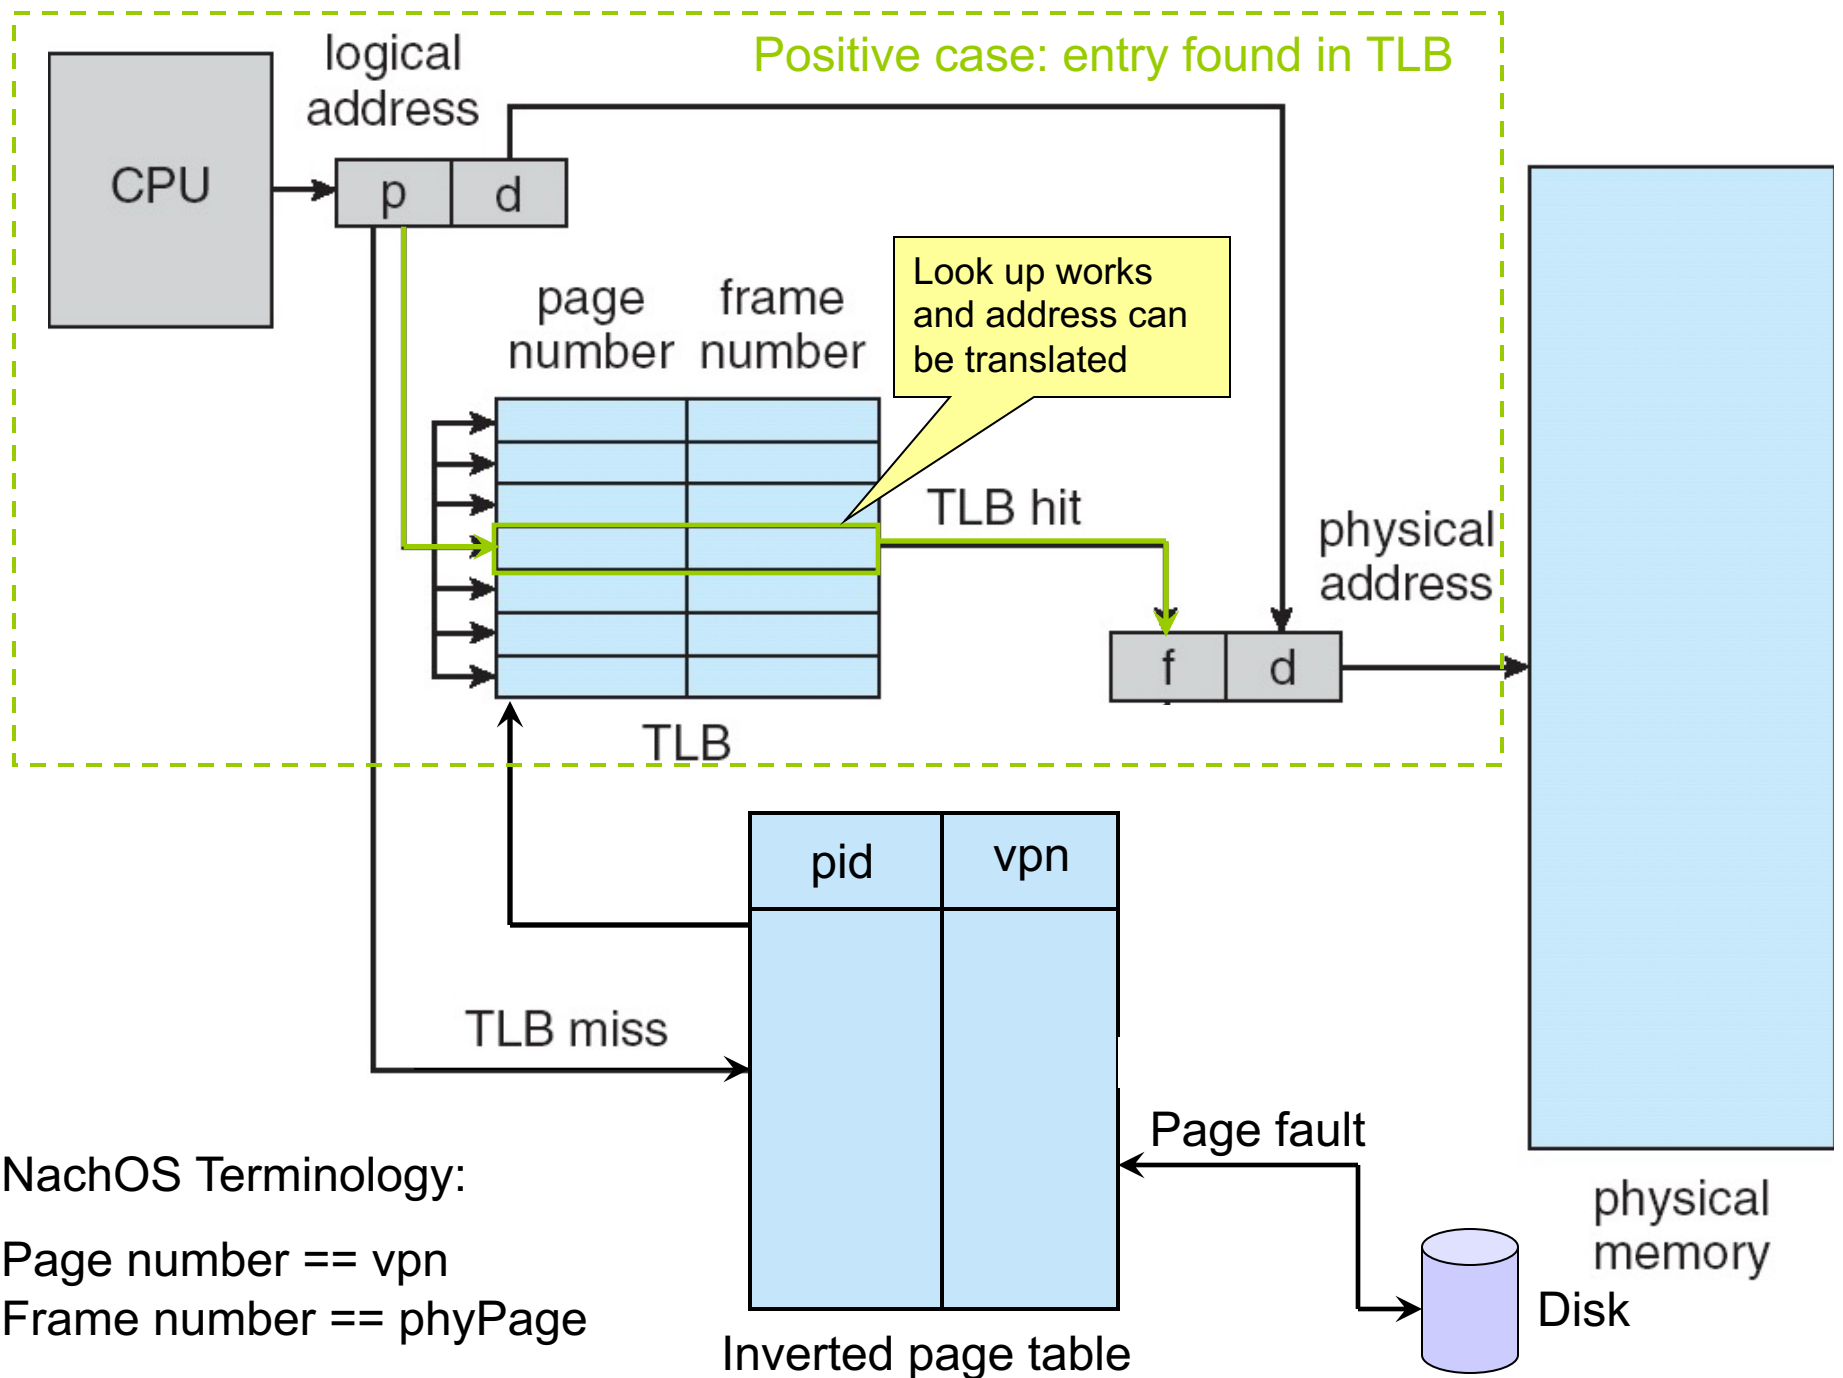 Positive case: entry found in TLB
logical
address
CPU
p
d
page
number
frame
number
Look up works
and address can
be translated
TLB hit
physical
address
f
d
TLB
pid
vpn
TLB miss
Page fault
NachOS Terminology:
Page number == vpn
Frame number == phyPage
physical
memory
Disk
Inverted page table